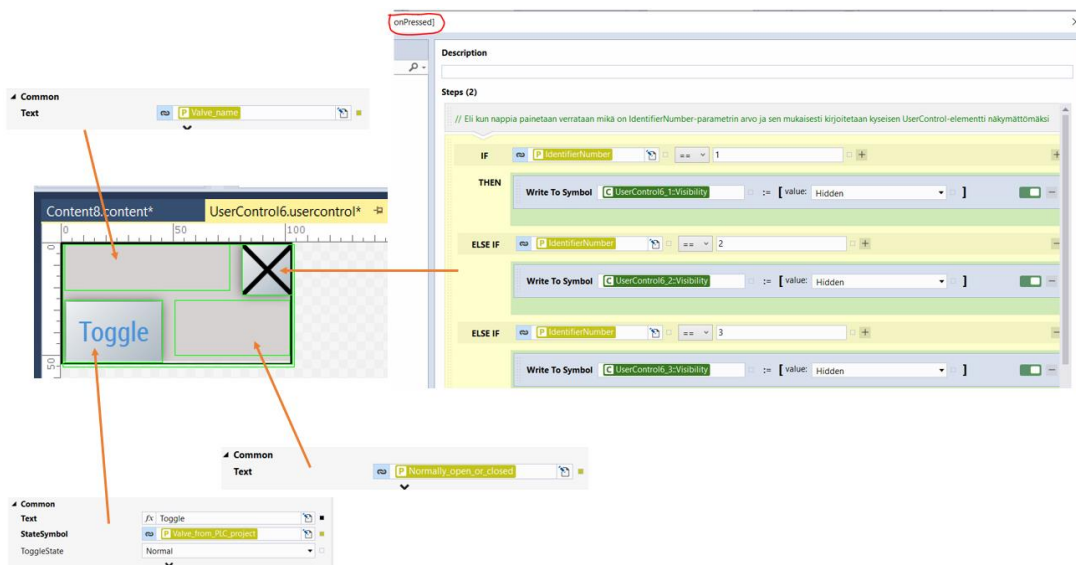 onPressed]
Description
Steps (2)
// Eli kun nappia painetaan verrataan mikä on IdentifierNumber-parametrin arvo ja sen mukaisesti kirjoitetaan kyseisen UserControl-elementti näkymättömäksi
IF P IdentifierNumber == 1
THEN
Write To Symbol C UserControl6_1::Visibility := [ value: Hidden ]
ELSE IF P IdentifierNumber == 2
Write To Symbol C UserControl6_2::Visibility := [ value: Hidden ]
ELSE IF P IdentifierNumber == 3
Write To Symbol C UserControl6_3::Visibility := [ value: Hidden ]
Common
Text P Valve_name
Content8.content* UserControl6.usercontrol*
0 50 100
0
Toggle
50
Common
Text P Normally_open_or_closed
Common
Text fx Toggle
StateSymbol P Valve_from_PLC_project
ToggleState Normal